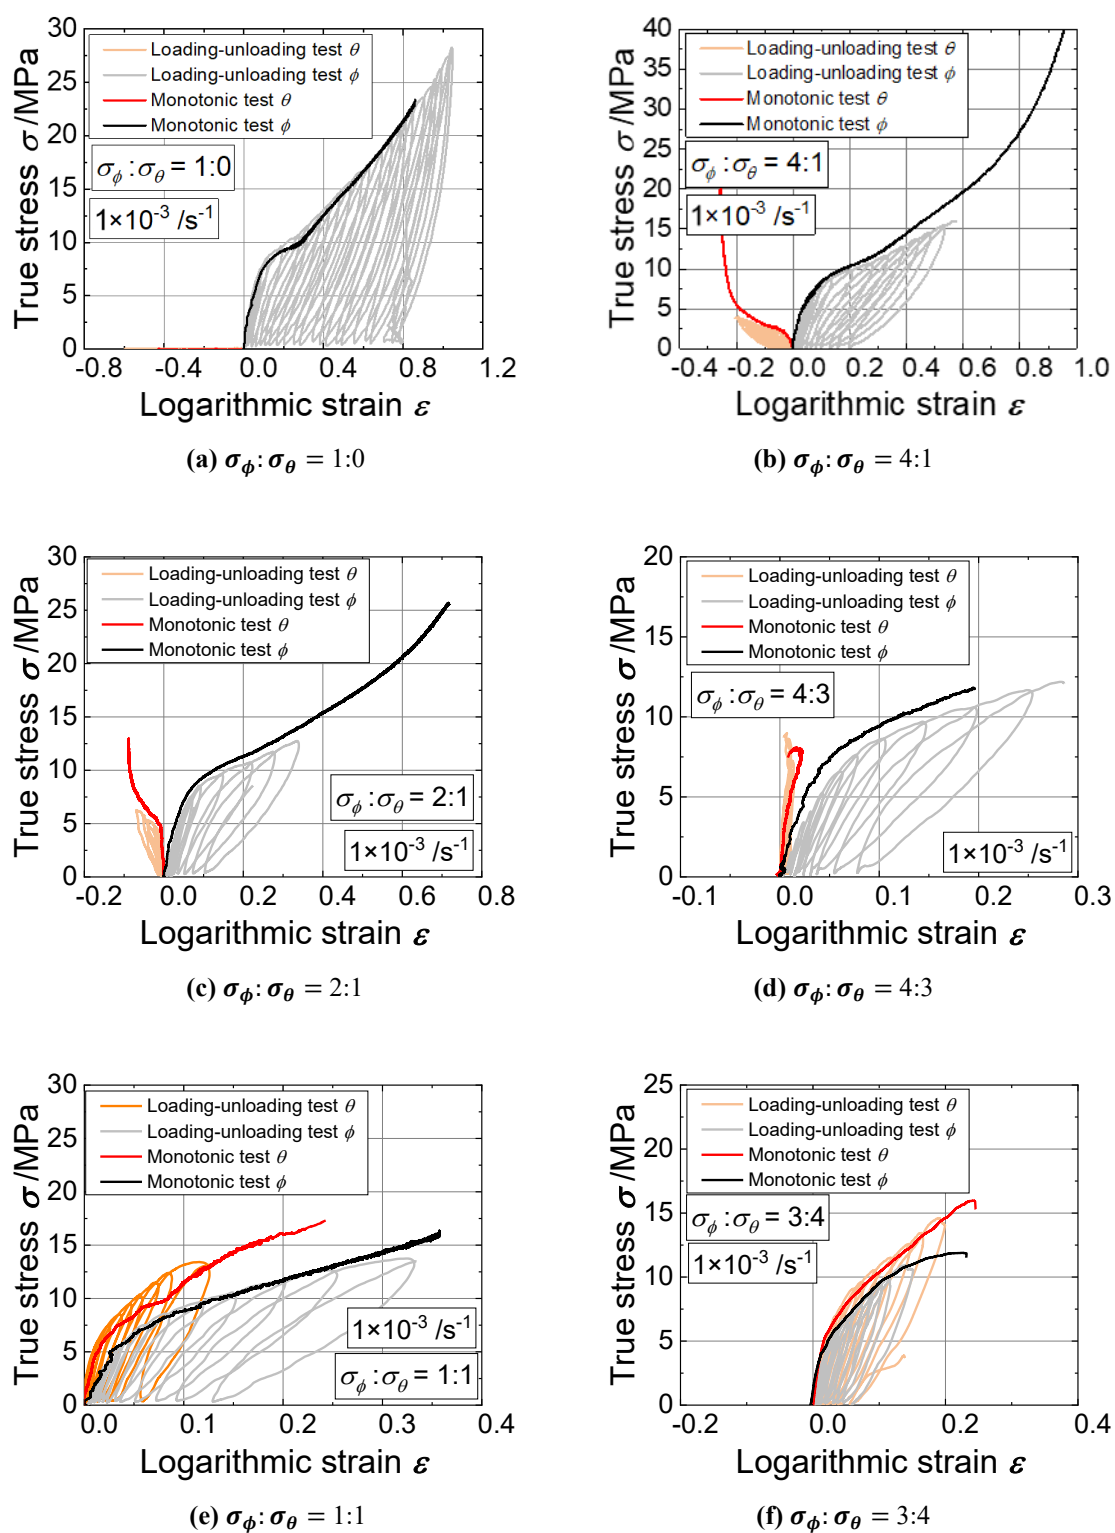 30
25
20
15
10
5
0
True stress σ /MPa
Loading-unloading test θ
Loading-unloading test ϕ
Monotonic test θ
Monotonic test ϕ
σϕ : σθ = 1:0
1×10-3 /s-1
-0.8 -0.4 0.0 0.4 0.8 1.2
Logarithmic strain ε
(a) σϕ: σθ = 1:0
40
35
30
25
20
15
10
5
0
True stress σ /MPa
Loading-unloading test θ
Loading-unloading test ϕ
Monotonic test θ
Monotonic test ϕ
σϕ : σθ = 4:1
1×10-3 /s-1
-0.4 -0.2 0.0 0.2 0.4 0.6 0.8 1.0
Logarithmic strain ε
(b) σϕ: σθ = 4:1
30
25
20
15
10
5
0
True stress σ /MPa
Loading-unloading test θ
Loading-unloading test ϕ
Monotonic test θ
Monotonic test ϕ
σϕ : σθ = 2:1
1×10-3 /s-1
-0.2 0.0 0.2 0.4 0.6 0.8
Logarithmic strain ε
(c) σϕ: σθ = 2:1
20
15
10
5
0
True stress σ /MPa
Loading-unloading test θ
Loading-unloading test ϕ
Monotonic test θ
Monotonic test ϕ
σϕ : σθ = 4:3
1×10-3 /s-1
-0.1 0.0 0.1 0.2 0.3
Logarithmic strain ε
(d) σϕ: σθ = 4:3
30
25
20
15
10
5
0
True stress σ /MPa
Loading-unloading test θ
Loading-unloading test ϕ
Monotonic test θ
Monotonic test ϕ
1×10-3 /s-1
σϕ : σθ = 1:1
0.0 0.1 0.2 0.3 0.4
Logarithmic strain ε
(e) σϕ: σθ = 1:1
25
20
15
10
5
0
True stress σ /MPa
Loading-unloading test θ
Loading-unloading test ϕ
Monotonic test θ
Monotonic test ϕ
σϕ : σθ = 3:4
1×10-3 /s-1
-0.2 0.0 0.2 0.4
Logarithmic strain ε
(f) σϕ: σθ = 3:4